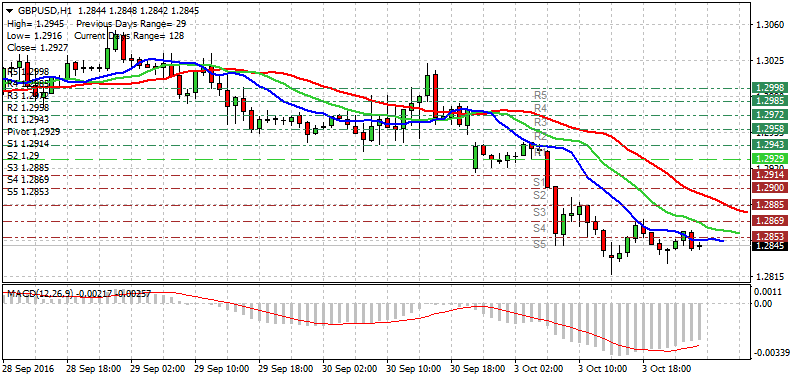 GBPUSD,H1 1.2844 1.2848 1.2842 1.2845
High= 1.2945 Previous Days Range= 29
Low= 1.2916 Current Days Range= 128
Close= 1.2927
R5 1.2998
R3 1.2972
R2 1.2958
R1 1.2943
Pivot 1.2929
S1 1.2914
S2 1.29
S3 1.2885
S4 1.2869
S5 1.2853
R5
R4
R3
R2
R1
S1
S2
S3
S4
S5
1.3060
1.3025
1.2998
1.2985
1.2972
1.2958
1.2943
1.2929
1.2914
1.2900
1.2885
1.2869
1.2853
1.2845
1.2815
MACD(12,26,9) -0.00217 -0.00257
0.0011
0.00
-0.00339
28 Sep 2016
28 Sep 18:00
29 Sep 02:00
29 Sep 10:00
29 Sep 18:00
30 Sep 02:00
30 Sep 10:00
30 Sep 18:00
3 Oct 02:00
3 Oct 10:00
3 Oct 18:00